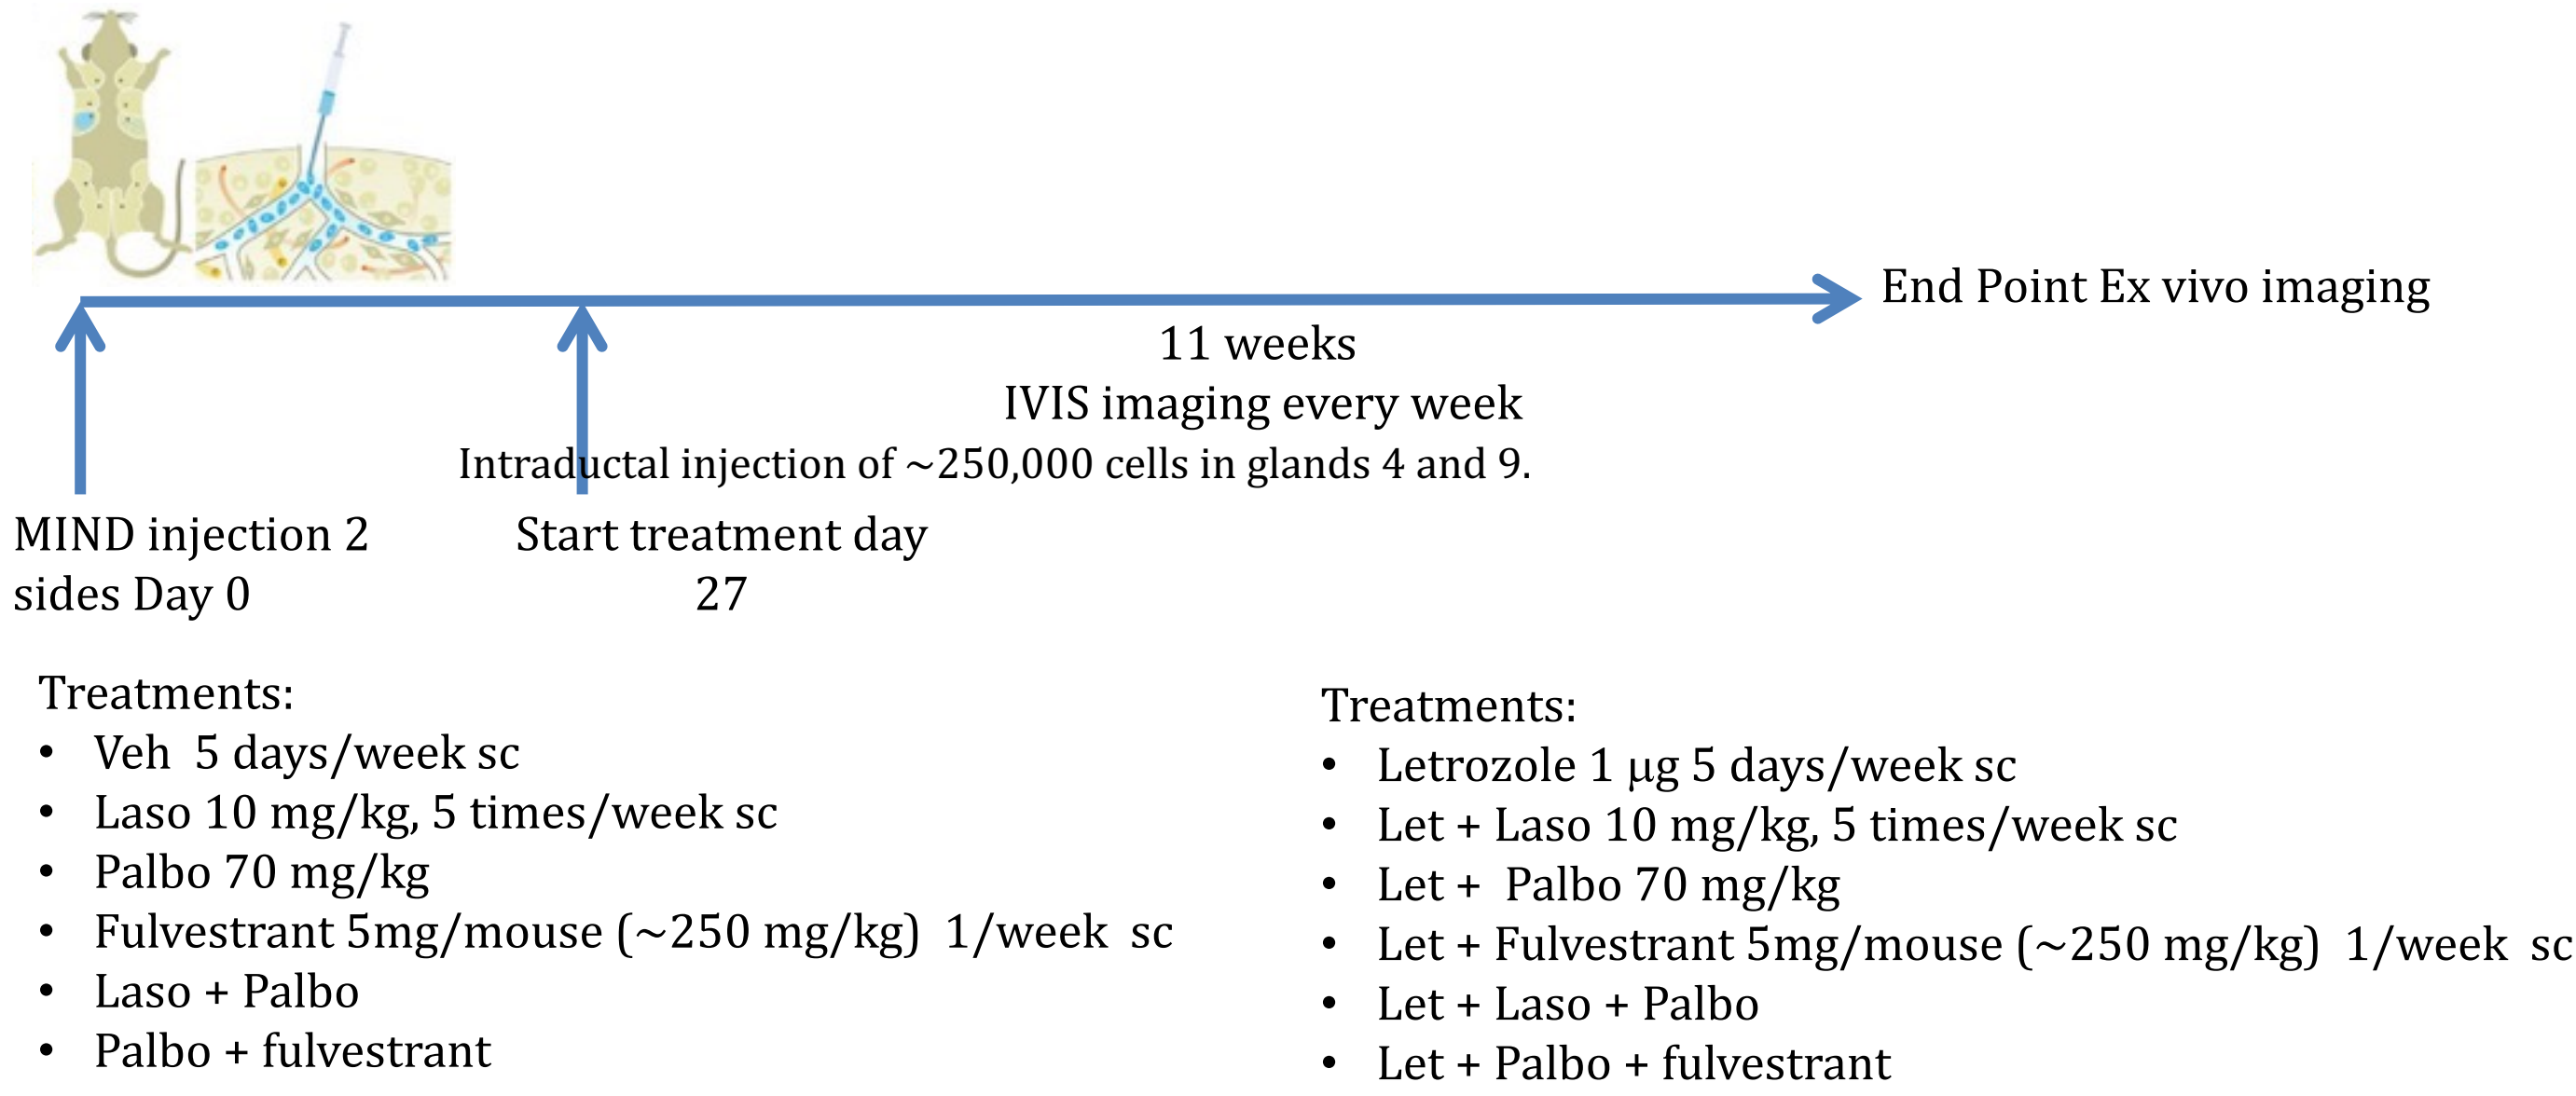 End Point Ex vivo imaging
11 weeks
IVIS imaging every week
Intraductal injection of ~250,000 cells in glands 4 and 9.
MIND injection 2
sides Day 0
Start treatment day
27
Treatments:
• Veh 5 days/week sc
• Laso 10 mg/kg, 5 times/week sc
• Palbo 70 mg/kg
• Fulvestrant 5mg/mouse (~250 mg/kg) 1/week sc
• Laso + Palbo
• Palbo + fulvestrant
Treatments:
• Letrozole 1 μg 5 days/week sc
• Let + Laso 10 mg/kg, 5 times/week sc
• Let + Palbo 70 mg/kg
• Let + Fulvestrant 5mg/mouse (~250 mg/kg) 1/week sc
• Let + Laso + Palbo
• Let + Palbo + fulvestrant